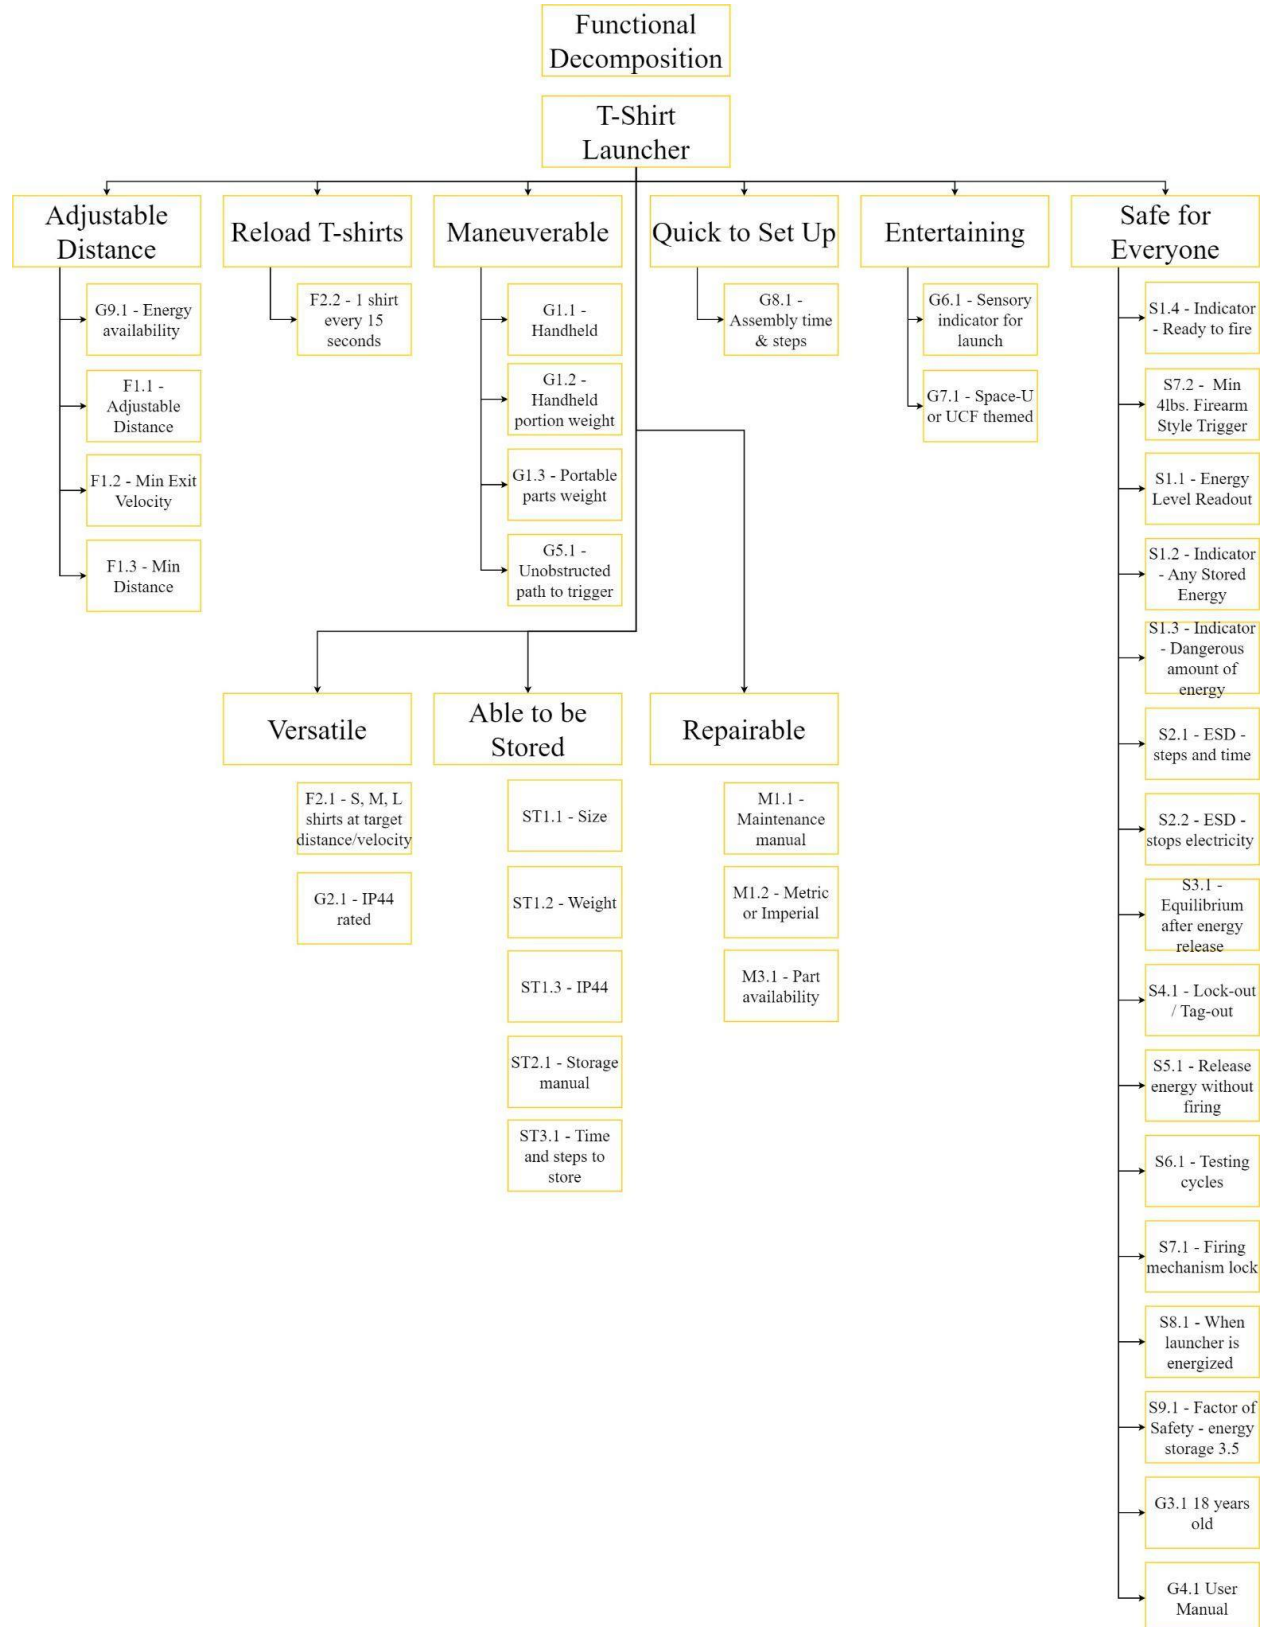 Functional
Decomposition
T-Shirt
Launcher
Adjustable
Distance
G9.1 - Energy
availability
F1.1 -
Adjustable
Distance
F1.2 - Min Exit
Velocity
F1.3 - Min
Distance
Reload T-shirts
F2.2 - 1 shirt
every 15
seconds
Maneuverable
G1.1 -
Handheld
G1.2 -
Handheld
portion weight
G1.3 - Portable
parts weight
G5.1 -
Unobstructed
path to trigger
Quick to Set Up
G8.1 -
Assembly time
& steps
Entertaining
G6.1 - Sensory
indicator for
launch
G7.1 - Space-U
or UCF themed
Safe for
Everyone
S1.4 - Indicator
- Ready to fire
S7.2 - Min
4lbs. Firearm
Style Trigger
S1.1 - Energy
Level Readout
S1.2 - Indicator
- Any Stored
Energy
S1.3 - Indicator
- Dangerous
amount of
energy
S2.1 - ESD -
steps and time
S2.2 - ESD -
stops electricity
S3.1 -
Equilibrium
after energy
release
S4.1 - Lock-out
/ Tag-out
S5.1 - Release
energy without
firing
S6.1 - Testing
cycles
S7.1 - Firing
mechanism lock
S8.1 - When
launcher is
energized
S9.1 - Factor of
Safety - energy
storage 3.5
G3.1 18 years
old
G4.1 User
Manual
Versatile
F2.1 - S, M, L
shirts at target
distance/velocity
G2.1 - IP44
rated
Able to be
Stored
ST1.1 - Size
ST1.2 - Weight
ST1.3 - IP44
ST2.1 - Storage
manual
ST3.1 - Time
and steps to
store
Repairable
M1.1 -
Maintenance
manual
M1.2 - Metric
or Imperial
M3.1 - Part
availability